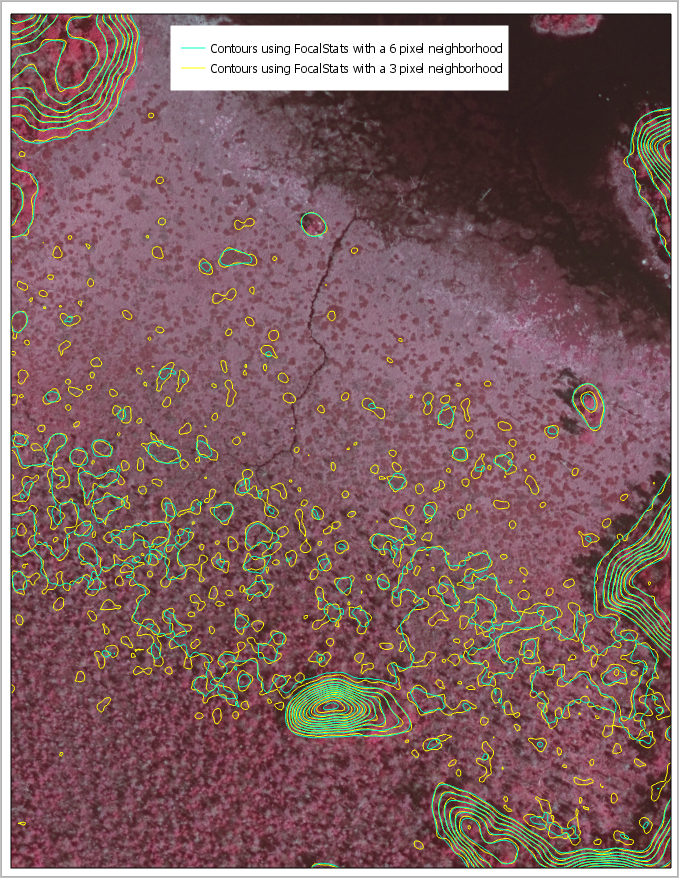 Contours using FocalStats with a 6 pixel neighborhood
Contours using FocalStats with a 3 pixel neighborhood